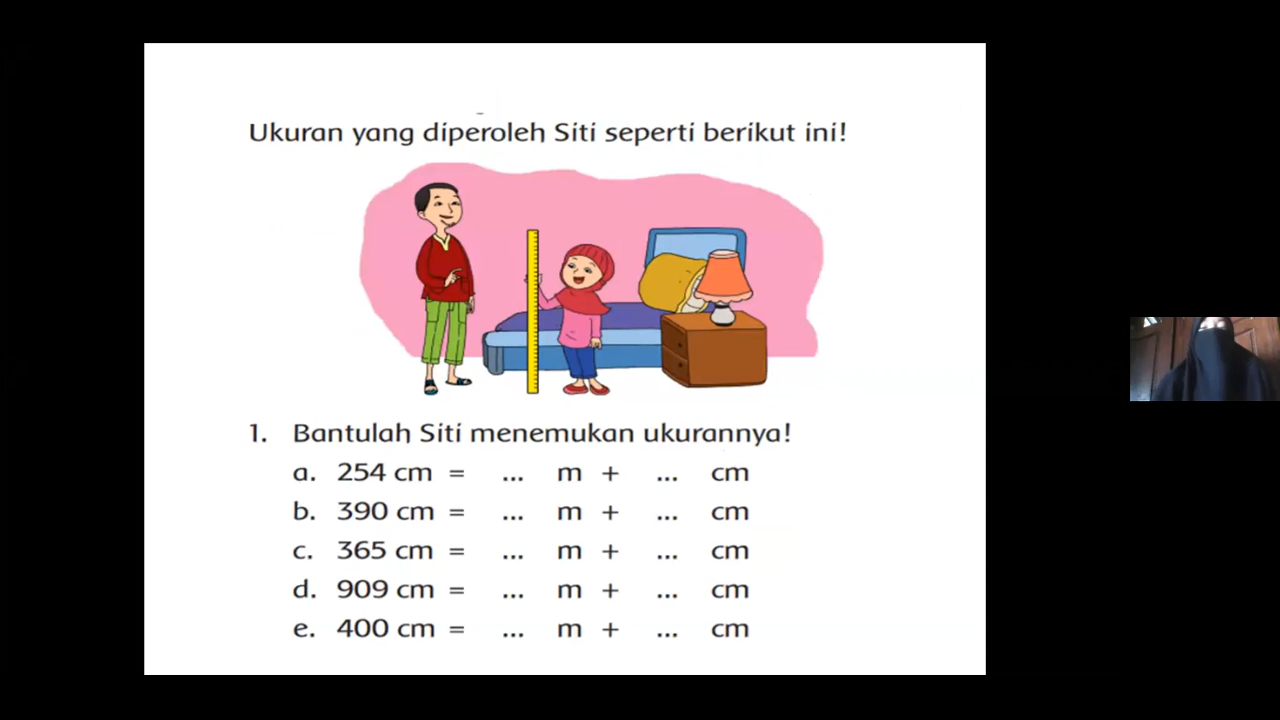 Ukuran yang diperoleh Siti seperti berikut ini!
1. Bantulah Siti menemukan ukurannya!
a. 254 cm = ... m + ... cm
b. 390 cm = ... m + ... cm
c. 365 cm = ... m + ... cm
d. 909 cm = ... m + ... cm
e. 400 cm = ... m + ... cm